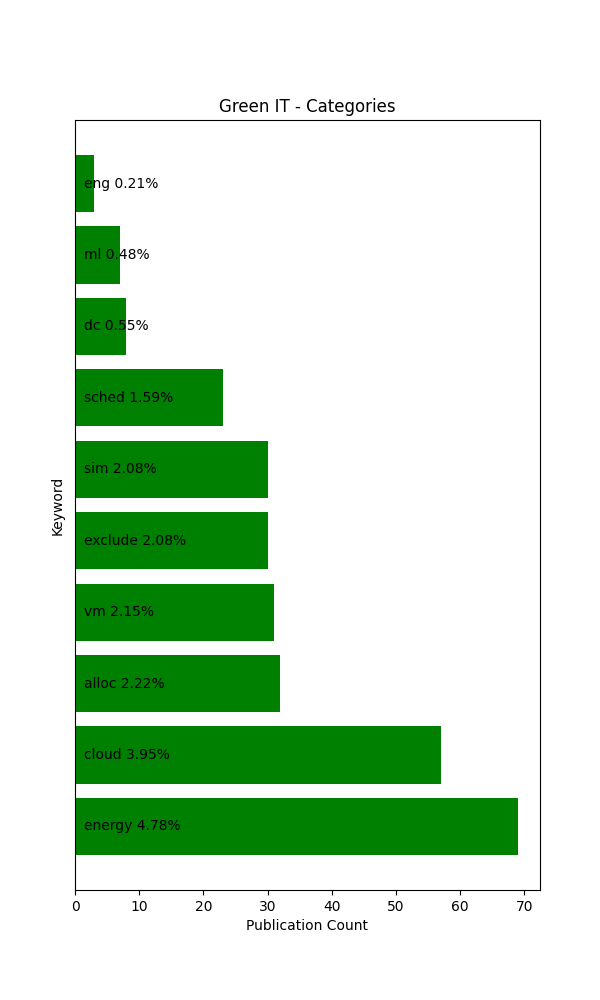 Green IT - Categories
eng 0.21%
ml 0.48%
dc 0.55%
sched 1.59%
sim 2.08%
exclude 2.08%
vm 2.15%
alloc 2.22%
cloud 3.95%
energy 4.78%
Keyword
0 10 20 30 40 50 60 70
Publication Count